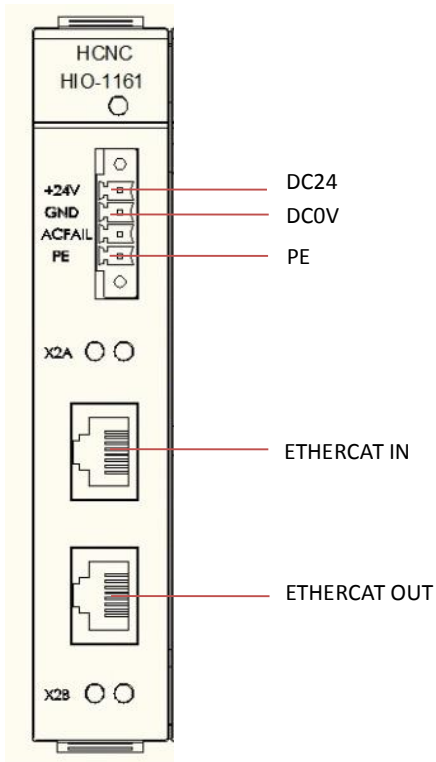 HCNC
HIO-1161
+24V
DC24
GND
DC0V
ACFAIL
PE
PE
X2A
ETHERCAT IN
ETHERCAT OUT
X2B